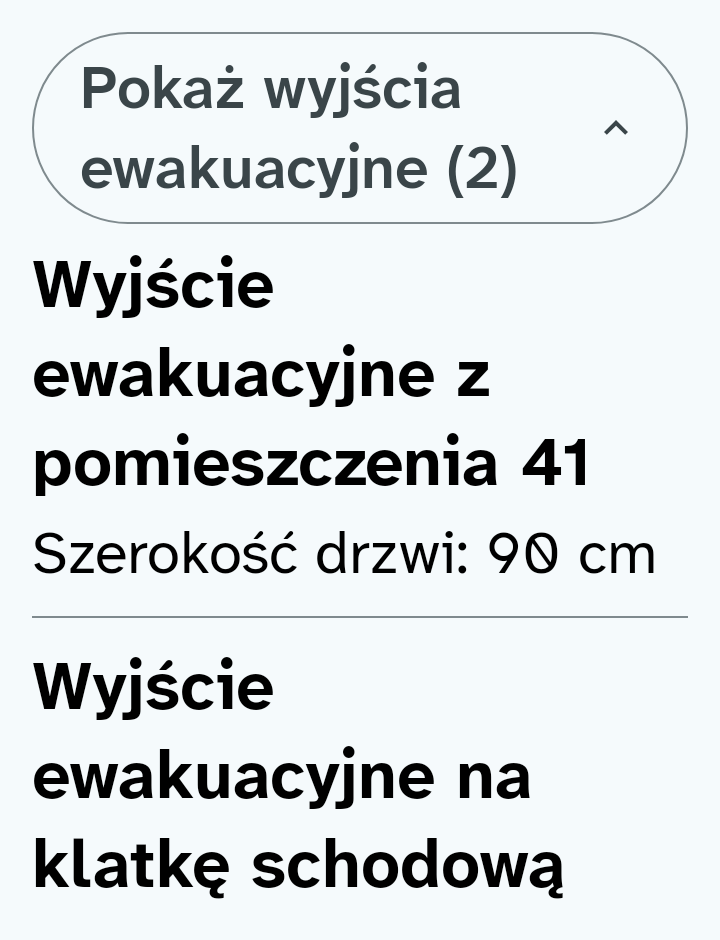 Pokaż wyjścia
ewakuacyjne (2)
Wyjście
ewakuacyjne z
pomieszczenia 41
Szerokość drzwi: 90 cm
Wyjście
ewakuacyjne na
klatkę schodową